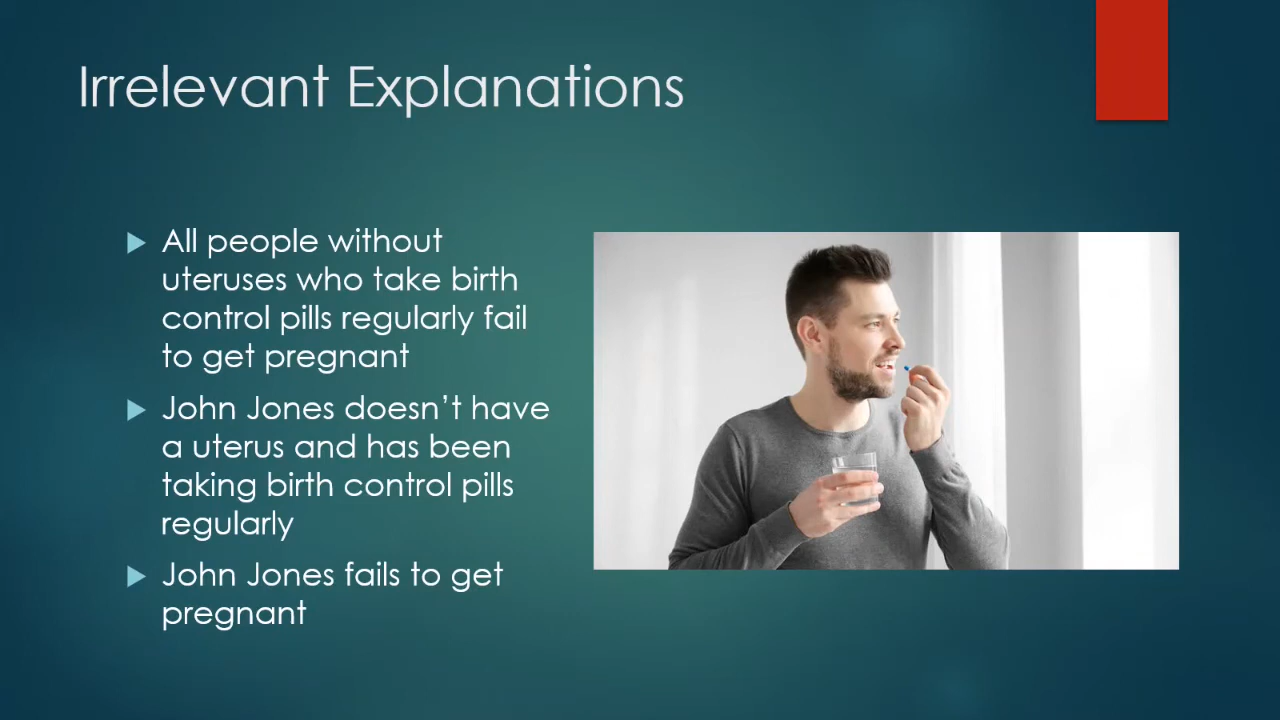 Irrelevant Explanations
All people without
uteruses who take birth
control pills regularly fail
to get pregnant
John Jones doesn’t have
a uterus and has been
taking birth control pills
regularly
John Jones fails to get
pregnant